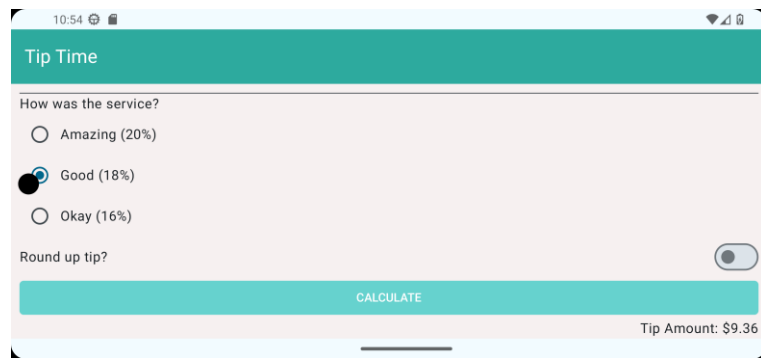 10:54
Tip Time
How was the service?
Amazing (20%)
Good (18%)
Okay (16%)
Round up tip?
CALCULATE
Tip Amount: $9.36